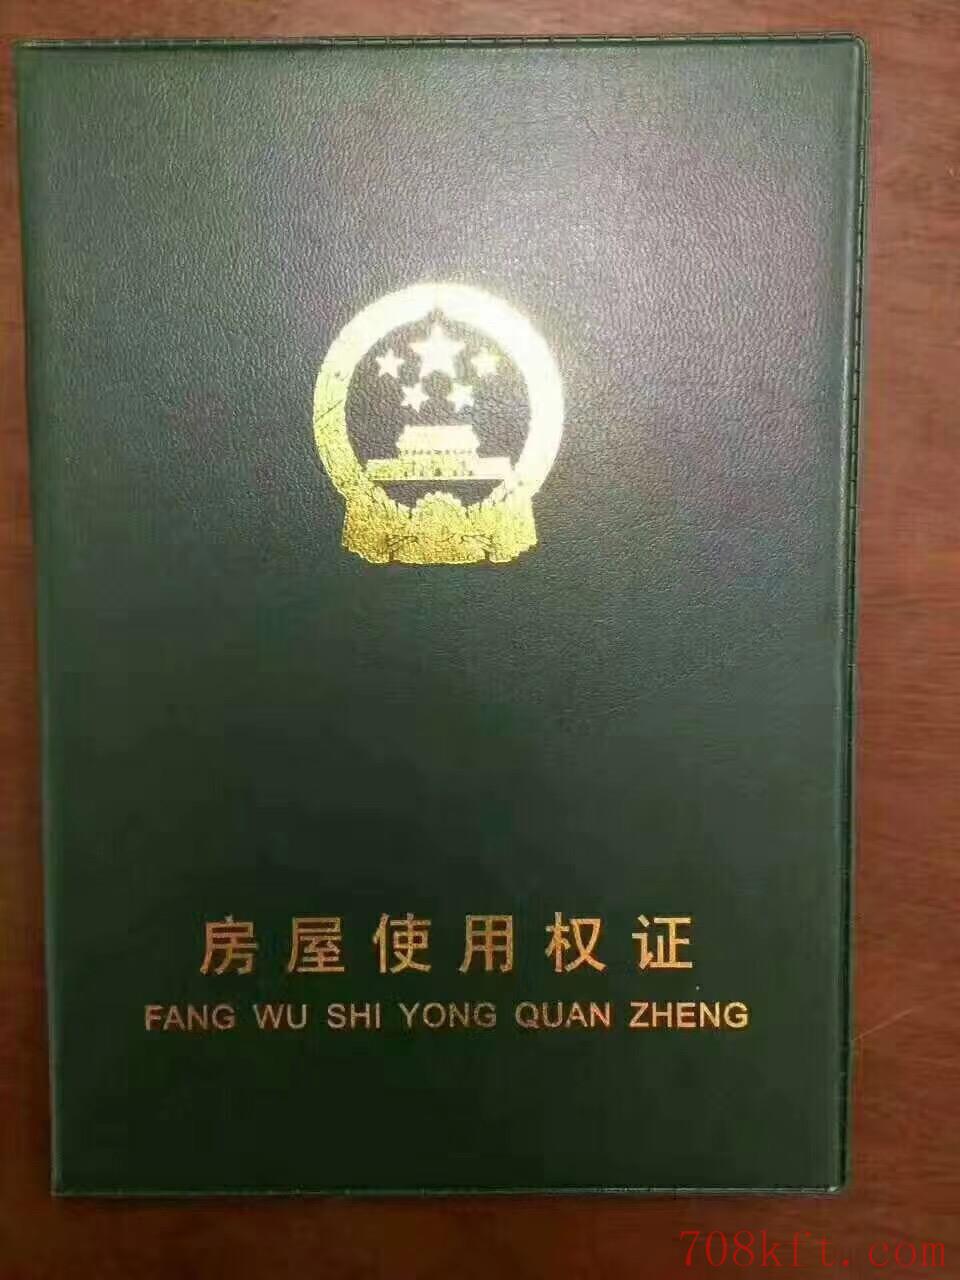 房屋使用权证
FANG WU SHI YONG QUAN ZHENG
708kft.com